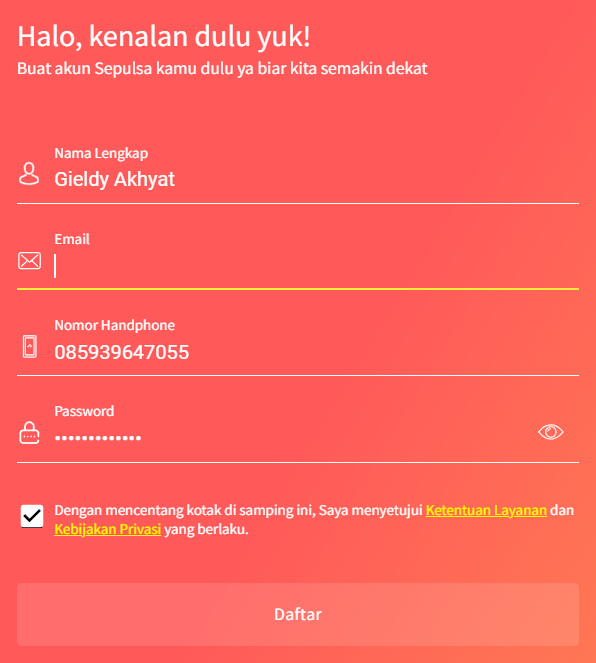 Halo, kenalan dulu yuk!
Buat akun Sepulsa kamu dulu ya biar kita semakin dekat
Nama Lengkap
Gieldy Akhyat
Email
Nomor Handphone
085939647055
Password
•••••••••••••
Dengan mencentang kotak di samping ini, Saya menyetujui Ketentuan Layanan dan
Kebijakan Privasi yang berlaku.
Daftar